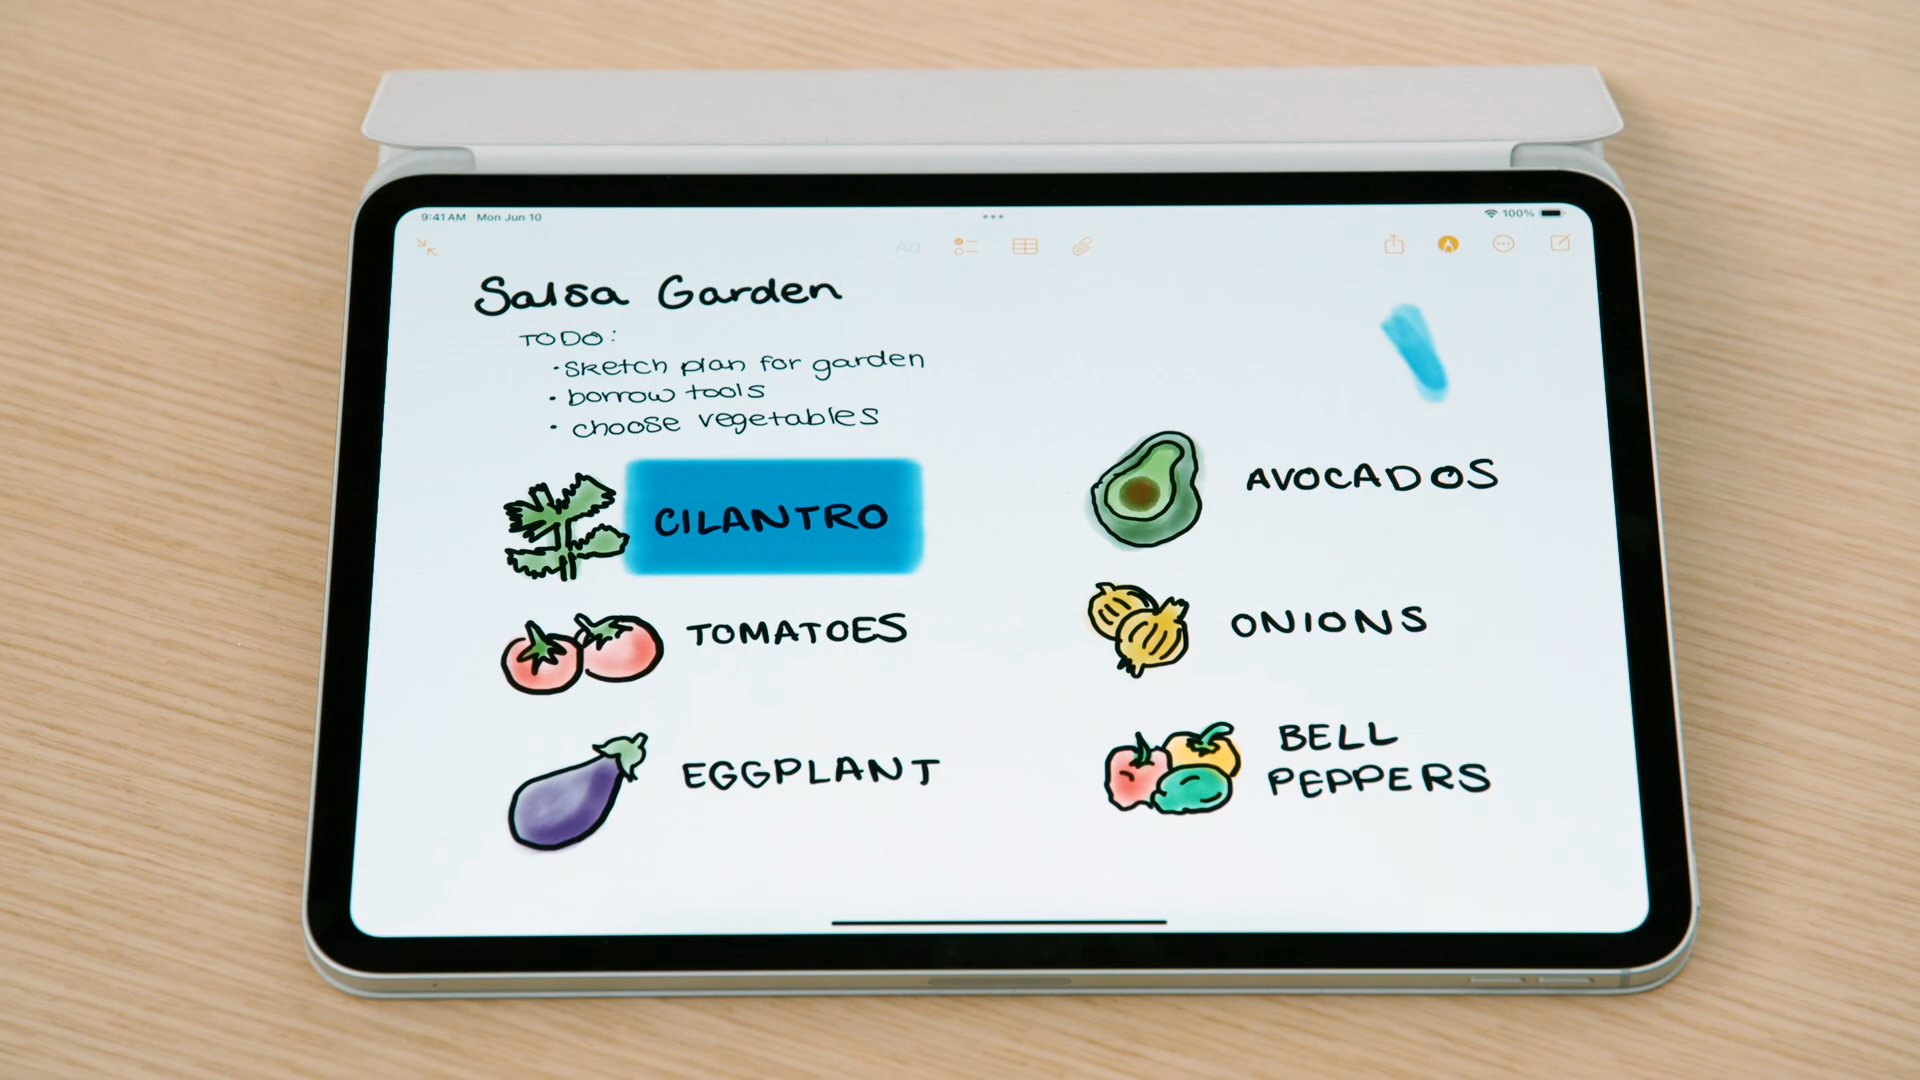 9:41 AM Mon Jun 10
100%
Aa
Salsa Garden
TODO:
• sketch plan for garden
• borrow tools
• choose vegetables
CILANTRO
AVOCADOS
TOMATOES
ONIONS
EGGPLANT
BELL
PEPPERS